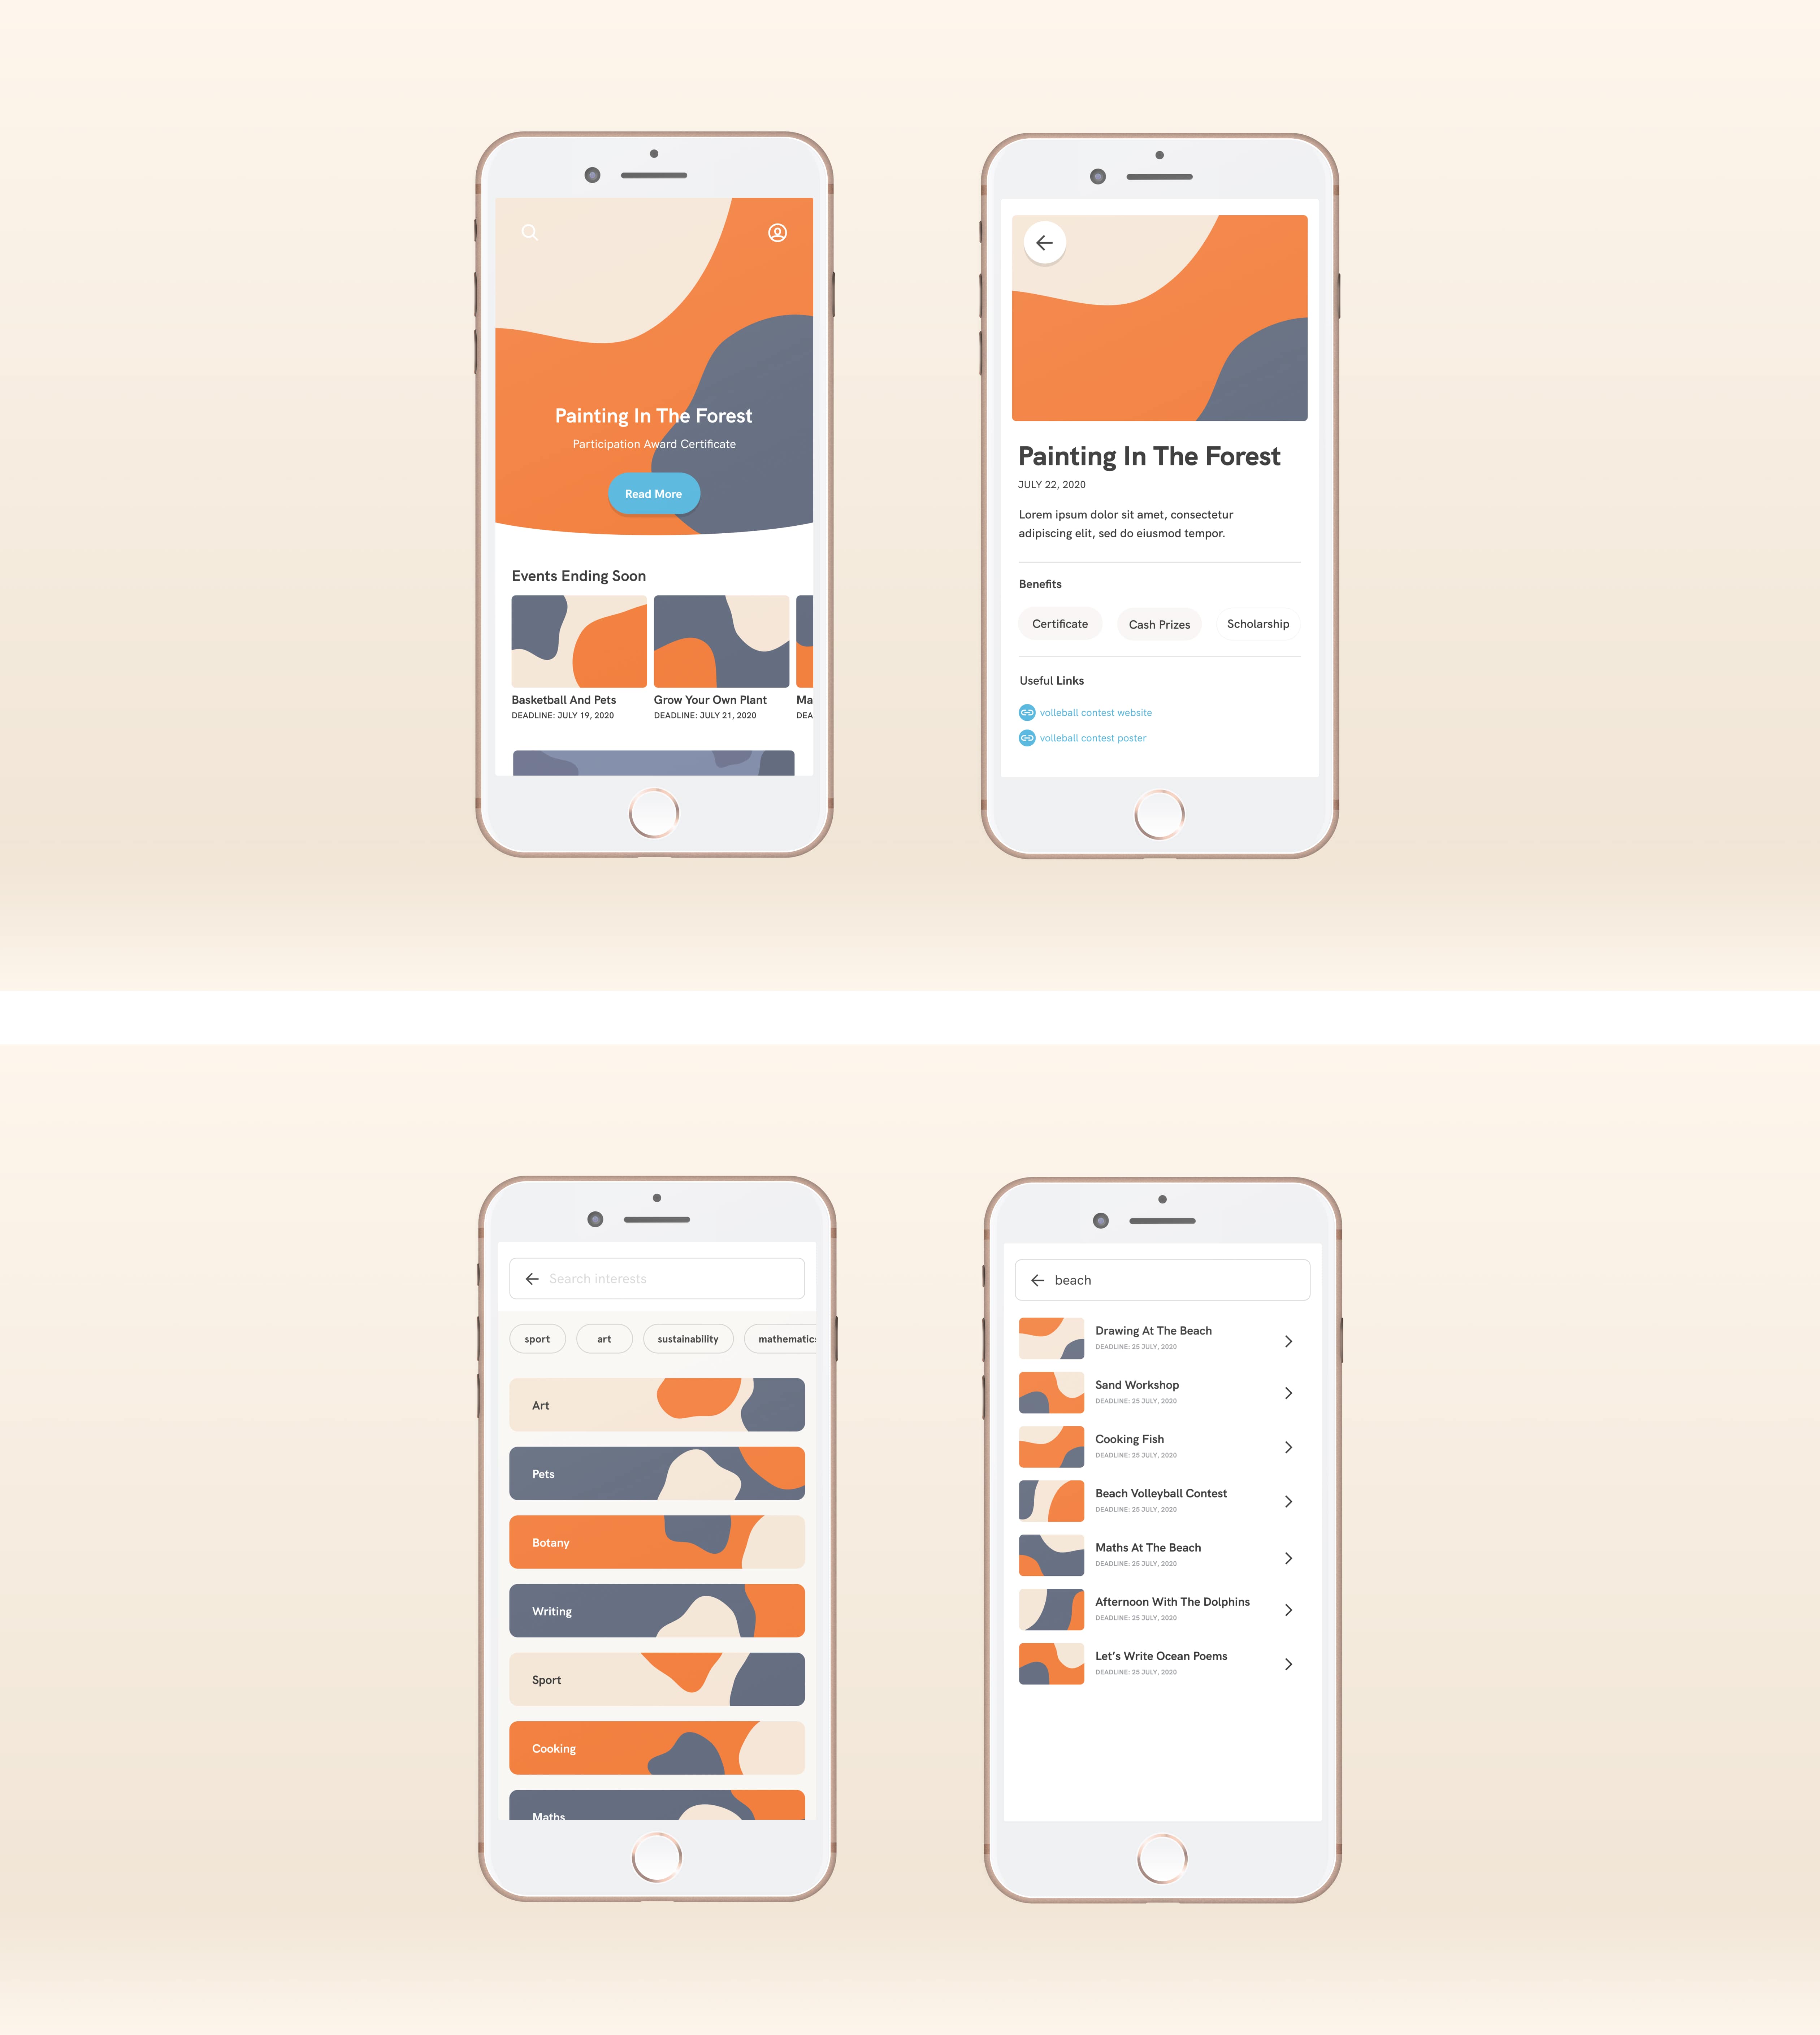 Painting In The Forest
Participation Award Certificate
Read More
Events Ending Soon
Basketball And Pets
DEADLINE: JULY 19, 2020
Grow Your Own Plant
DEADLINE: JULY 21, 2020
Ma
DEA
Painting In The Forest
JULY 22, 2020
Lorem ipsum dolor sit amet, consectetur
adipiscing elit, sed do eiusmod tempor.
Benefits
Certificate
Cash Prizes
Scholarship
Useful Links
volleball contest website
volleball contest poster
Search interests
sport
art
sustainability
mathematics
Art
Pets
Botany
Writing
Sport
Cooking
Maths
beach
Drawing At The Beach
DEADLINE: 25 JULY, 2020
Sand Workshop
DEADLINE: 25 JULY, 2020
Cooking Fish
DEADLINE: 25 JULY, 2020
Beach Volleyball Contest
DEADLINE: 25 JULY, 2020
Maths At The Beach
DEADLINE: 25 JULY, 2020
Afternoon With The Dolphins
DEADLINE: 25 JULY, 2020
Let's Write Ocean Poems
DEADLINE: 25 JULY, 2020